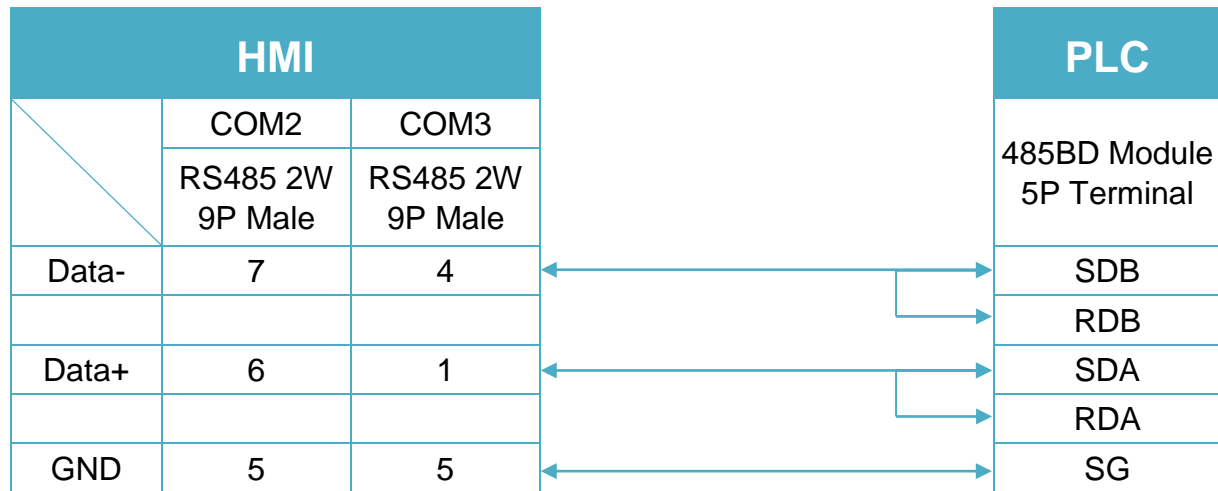 HMI
PLC
COM2 COM3
RS485 2W RS485 2W
9P Male 9P Male
485BD Module
5P Terminal
Data- 7 4 SDB
RDB
Data+ 6 1 SDA
RDA
GND 5 5 SG